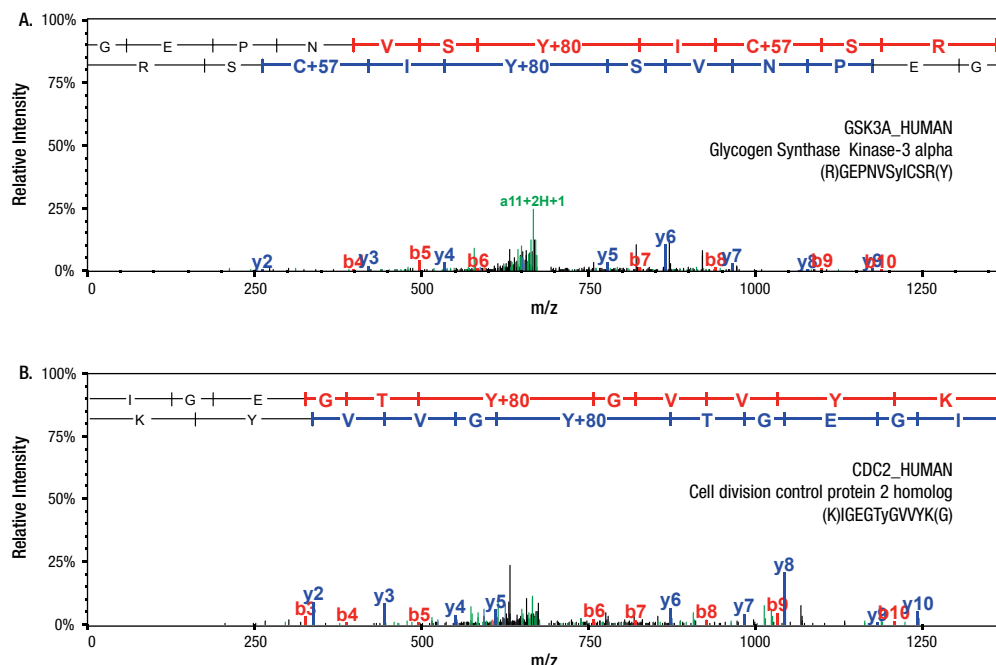 A.
100%
G E P N V S Y+80 I C+57 S R
R S C+57 I Y+80 S V N P E G
75%
Relative Intensity
GSK3A_HUMAN
50%
Glycogen Synthase Kinase-3 alpha
(R)GEPNVSyICSR(Y)
25%
a11+2H+1
y2 b4 y3 b5 y4 b6 y5 b7 y6 b8 y7 y8 b9 y9 b10
0%
0 250 500 750 1000 1250
m/z
B.
100%
I G E G T Y+80 G V V Y K
K Y V V G Y+80 T G E G I
75%
Relative Intensity
CDC2_HUMAN
Cell division control protein 2 homolog
50%
(K)IGEGTyGVVYK(G)
25%
b3 y2 b4 y3 b5 y4 y5 b6 b7 y6 b8 y7 b9 y8 y9 b10 y10
0%
0 250 500 750 1000 1250
m/z